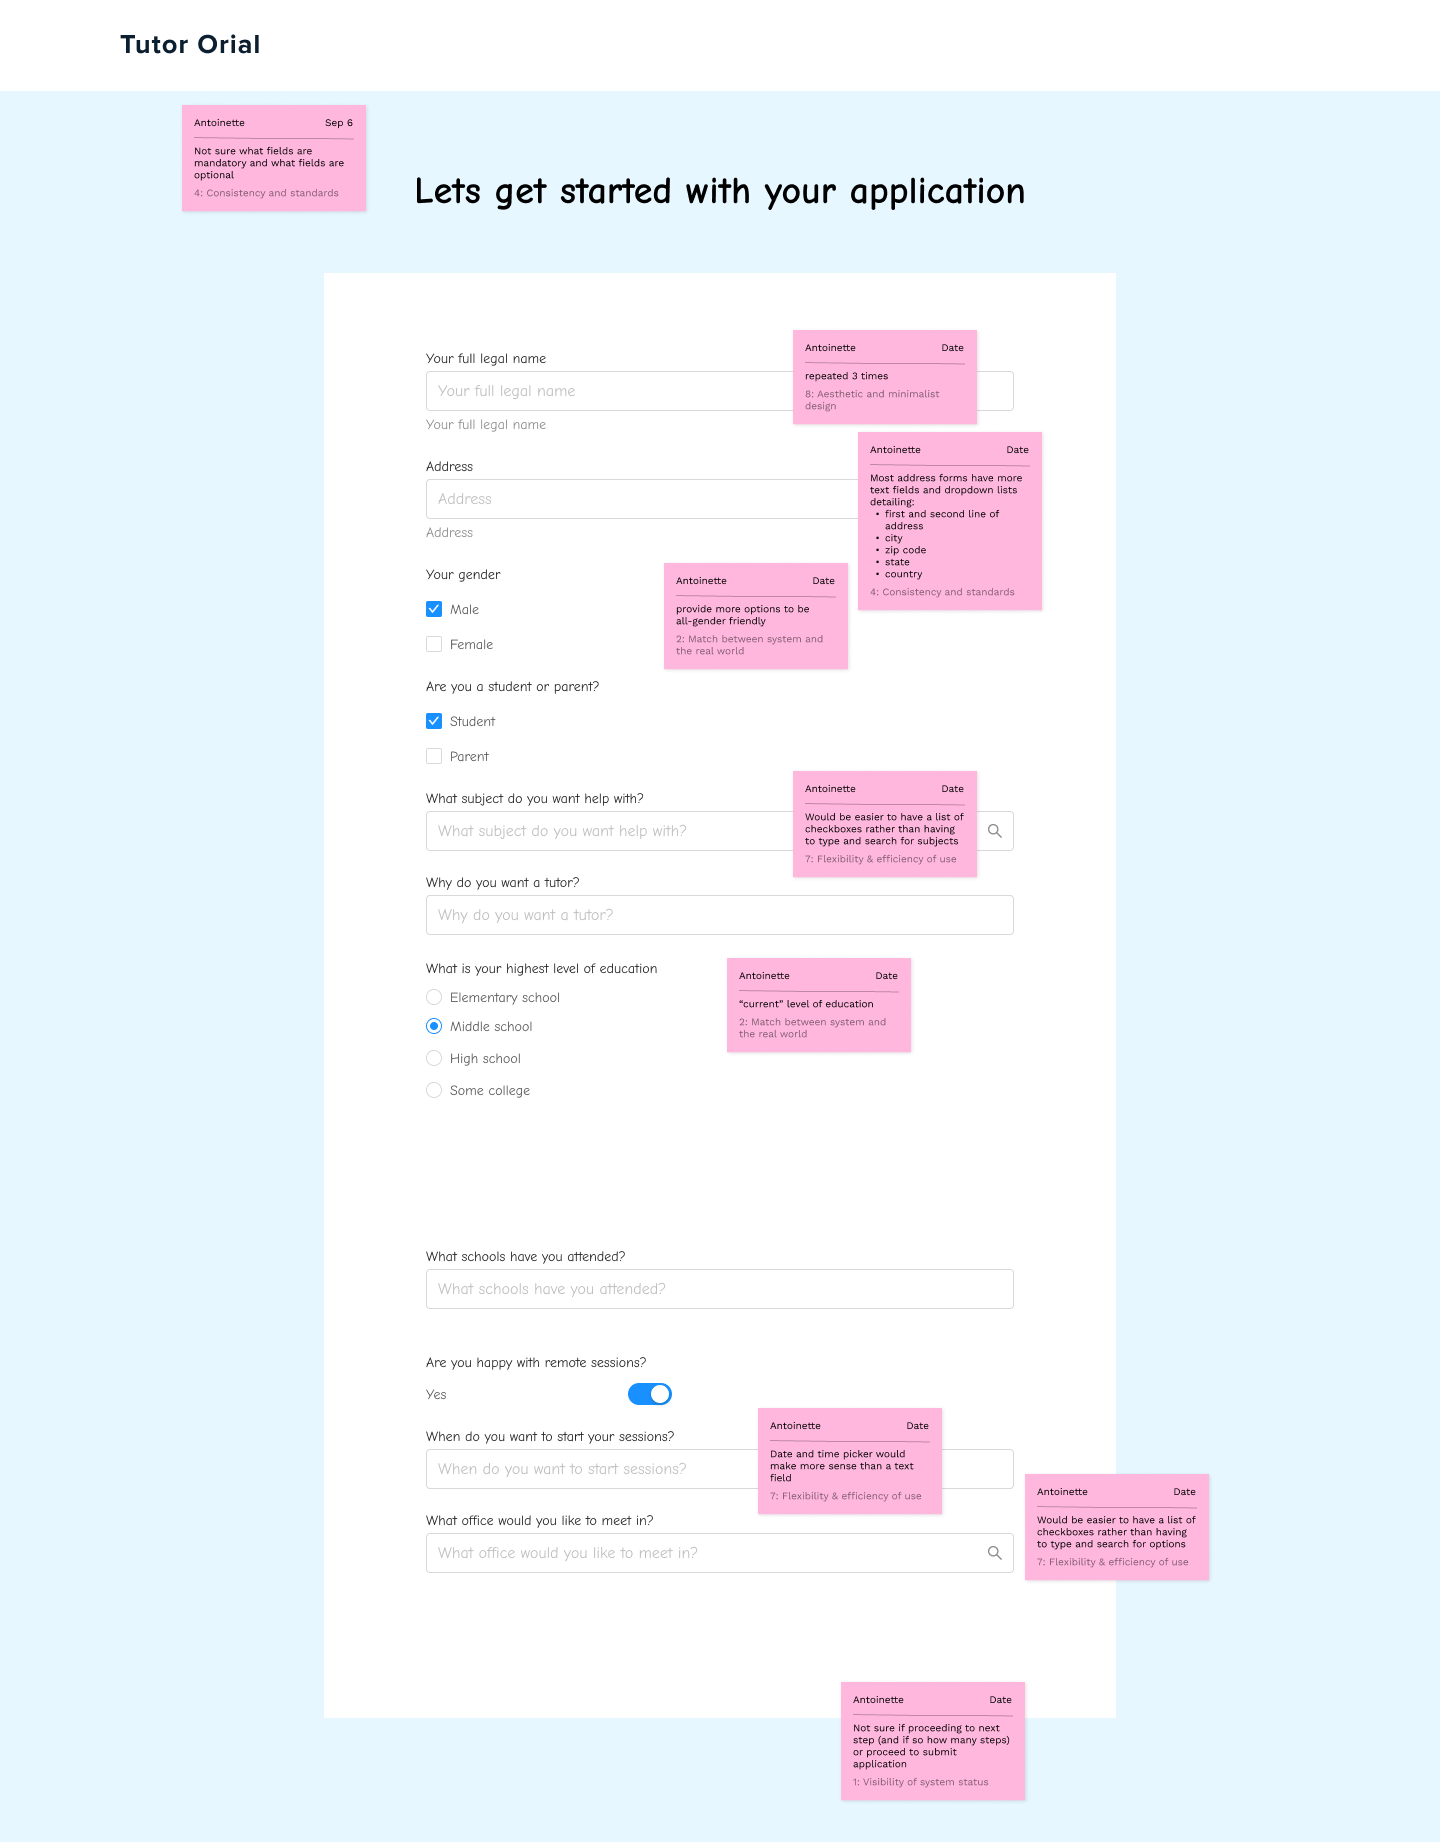 Tutor Orial
Antoinette Sep 6
Not sure what fields are
mandatory and what fields are
optional
4: Consistency and standards
Lets get started with your application
Your full legal name
Your full legal name
Your full legal name
Antoinette Date
repeated 3 times
8: Aesthetic and minimalist
design
Address
Address
Address
Antoinette Date
Most address forms have more
text fields and dropdown lists
detailing:
• first and second line of
address
• city
• zip code
• state
• country
4: Consistency and standards
Your gender
Male
Female
Antoinette Date
provide more options to be
all-gender friendly
2: Match between system and
the real world
Are you a student or parent?
Student
Parent
What subject do you want help with?
What subject do you want help with?
Antoinette Date
Would be easier to have a list of
checkboxes rather than having
to type and search for subjects
7: Flexibility & efficiency of use
Why do you want a tutor?
Why do you want a tutor?
What is your highest level of education
Elementary school
Middle school
High school
Some college
Antoinette Date
“current” level of education
2: Match between system and
the real world
What schools have you attended?
What schools have you attended?
Are you happy with remote sessions?
Yes
When do you want to start your sessions?
When do you want to start sessions?
Antoinette Date
Date and time picker would
make more sense than a text
field
7: Flexibility & efficiency of use
What office would you like to meet in?
What office would you like to meet in?
Antoinette Date
Would be easier to have a list of
checkboxes rather than having
to type and search for options
7: Flexibility & efficiency of use
Antoinette Date
Not sure if proceeding to next
step (and if so how many steps)
or proceed to submit
application
1: Visibility of system status